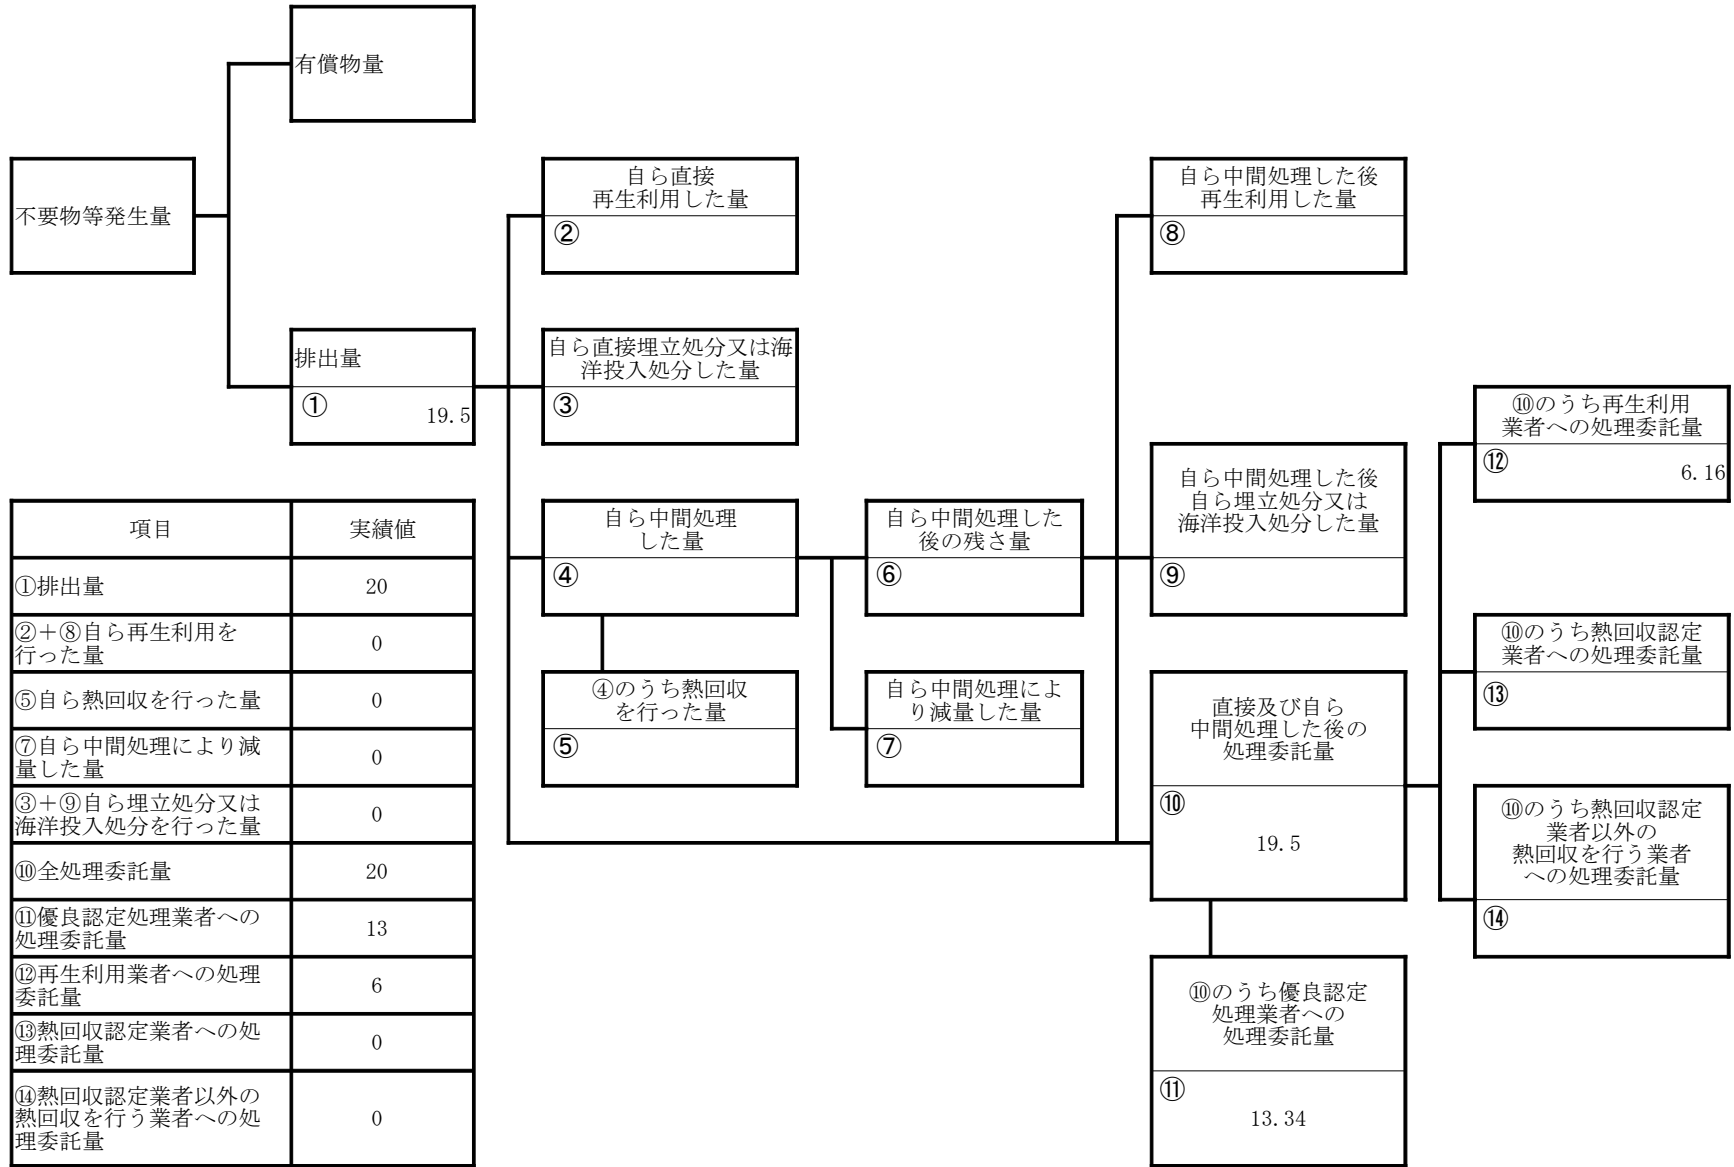 有償物量
不要物等発生量
排出量
①
19.5
自ら直接
再生利用した量
②
自ら直接埋立処分又は海
洋投入処分した量
③
自ら中間処理
した量
④
④のうち熱回収
を行った量
⑤
自ら中間処理した
後の残さ量
⑥
自ら中間処理によ
り減量した量
⑦
自ら中間処理した後
再生利用した量
⑧
自ら中間処理した後
自ら埋立処分又は
海洋投入処分した量
⑨
直接及び自ら
中間処理した後の
処理委託量
⑩
19.5
⑩のうち優良認定
処理業者への
処理委託量
⑪
13.34
⑩のうち再生利用
業者への処理委託量
⑫
6.16
⑩のうち熱回収認定
業者への処理委託量
⑬
⑩のうち熱回収認定
業者以外の
熱回収を行う業者
への処理委託量
⑭
項目 実績値
①排出量 20
②＋⑧自ら再生利用を
行った量 0
⑤自ら熱回収を行った量 0
⑦自ら中間処理により減
量した量 0
③＋⑨自ら埋立処分又は
海洋投入処分を行った量 0
⑩全処理委託量 20
⑪優良認定処理業者への
処理委託量 13
⑫再生利用業者への処理
委託量 6
⑬熱回収認定業者への処
理委託量 0
⑭熱回収認定業者以外の
熱回収を行う業者への処
理委託量 0